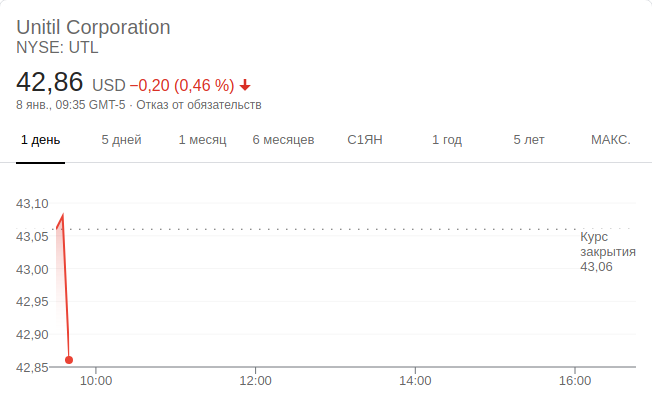 Unitil Corporation
NYSE: UTL
42,86 USD −0,20 (0,46 %)
8 янв., 09:35 GMT-5 · Отказ от обязательств
1 день 5 дней 1 месяц 6 месяцев С1ЯН 1 год 5 лет МАКС.
43,10
43,05
43,00
42,95
42,90
42,85
Курс
закрытия
43,06
10:00 12:00 14:00 16:00